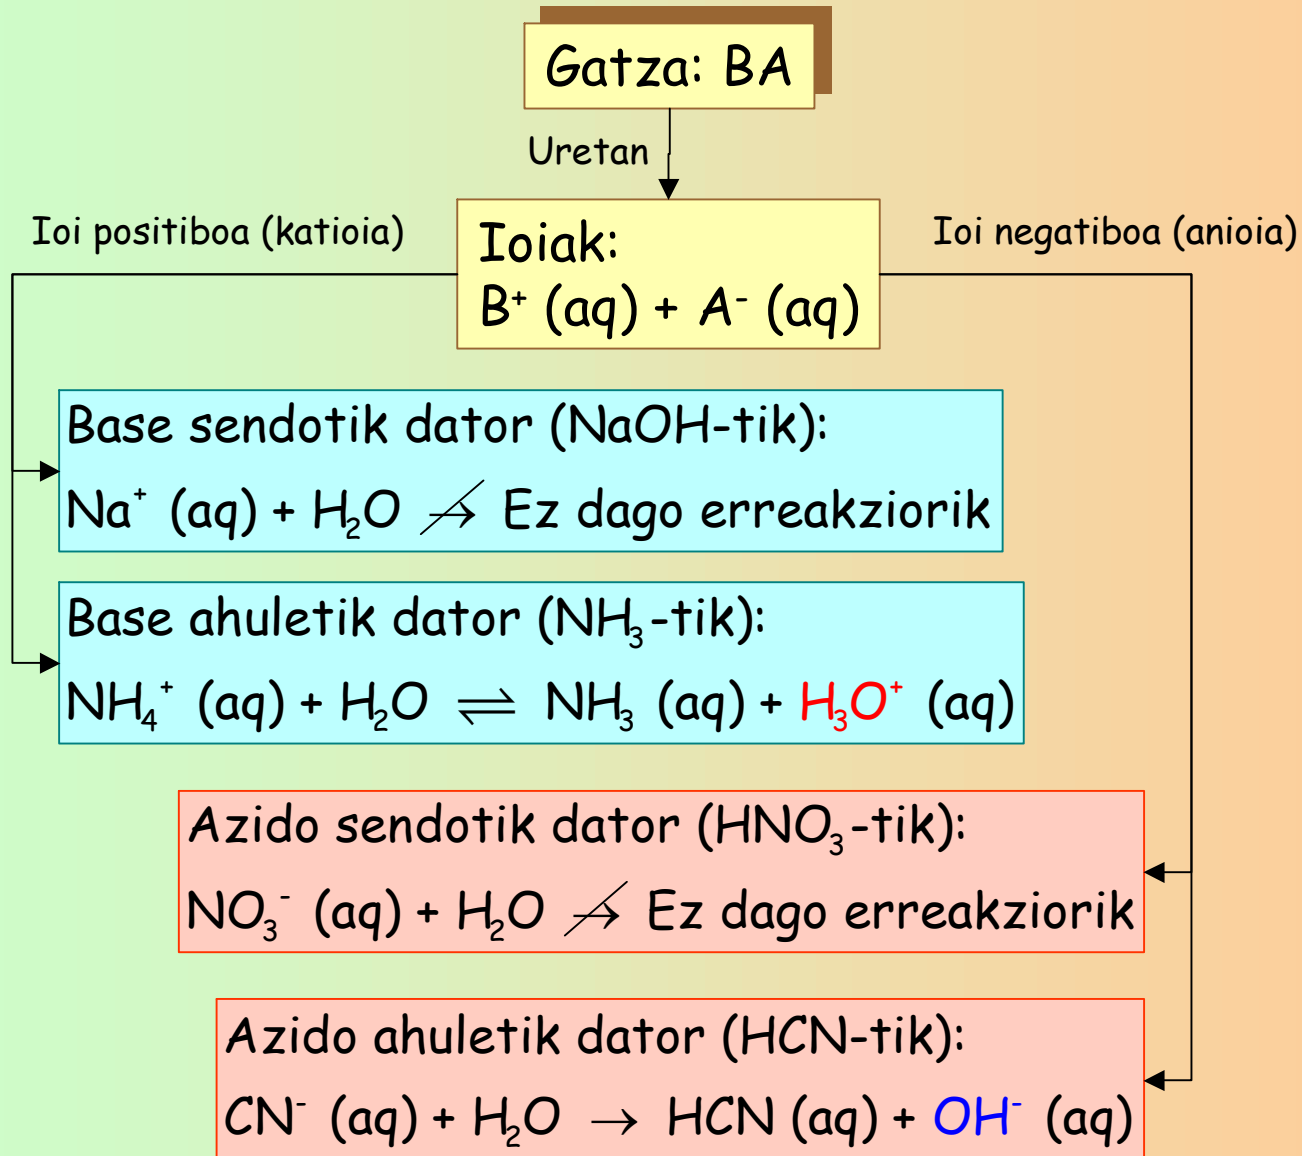 Gatza: BA
Uretan
Ioi positiboa (katioia)
Ioiak:
B⁺ (aq) + A⁻ (aq)
Ioi negatiboa (anioia)
Base sendotik dator (NaOH-tik):
Na⁺ (aq) + H₂O ↛ Ez dago erreakziorik
Base ahuletik dator (NH₃-tik):
NH₄⁺ (aq) + H₂O ⇌ NH₃ (aq) + H₃O⁺ (aq)
Azido sendotik dator (HNO₃-tik):
NO₃⁻ (aq) + H₂O ↛ Ez dago erreakziorik
Azido ahuletik dator (HCN-tik):
CN⁻ (aq) + H₂O → HCN (aq) + OH⁻ (aq)